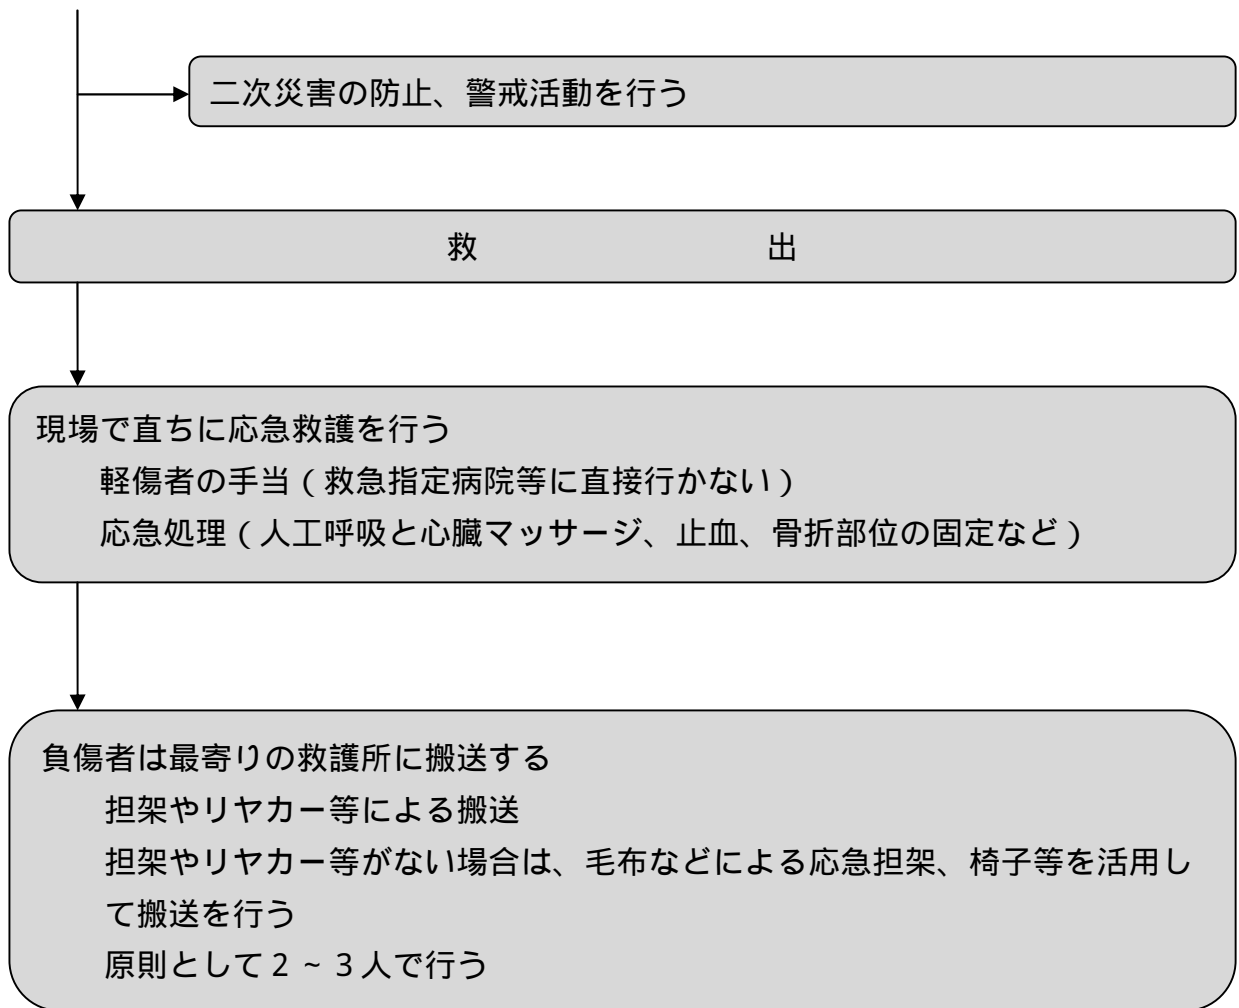 二次災害の防止、警戒活動を行う
救　　　　　　　　　出
現場で直ちに応急救護を行う
軽傷者の手当（救急指定病院等に直接行かない）
応急処理（人工呼吸と心臓マッサージ、止血、骨折部位の固定など）
負傷者は最寄りの救護所に搬送する
担架やリヤカー等による搬送
担架やリヤカー等がない場合は、毛布などによる応急担架、椅子等を活用し
て搬送を行う
原則として２～３人で行う